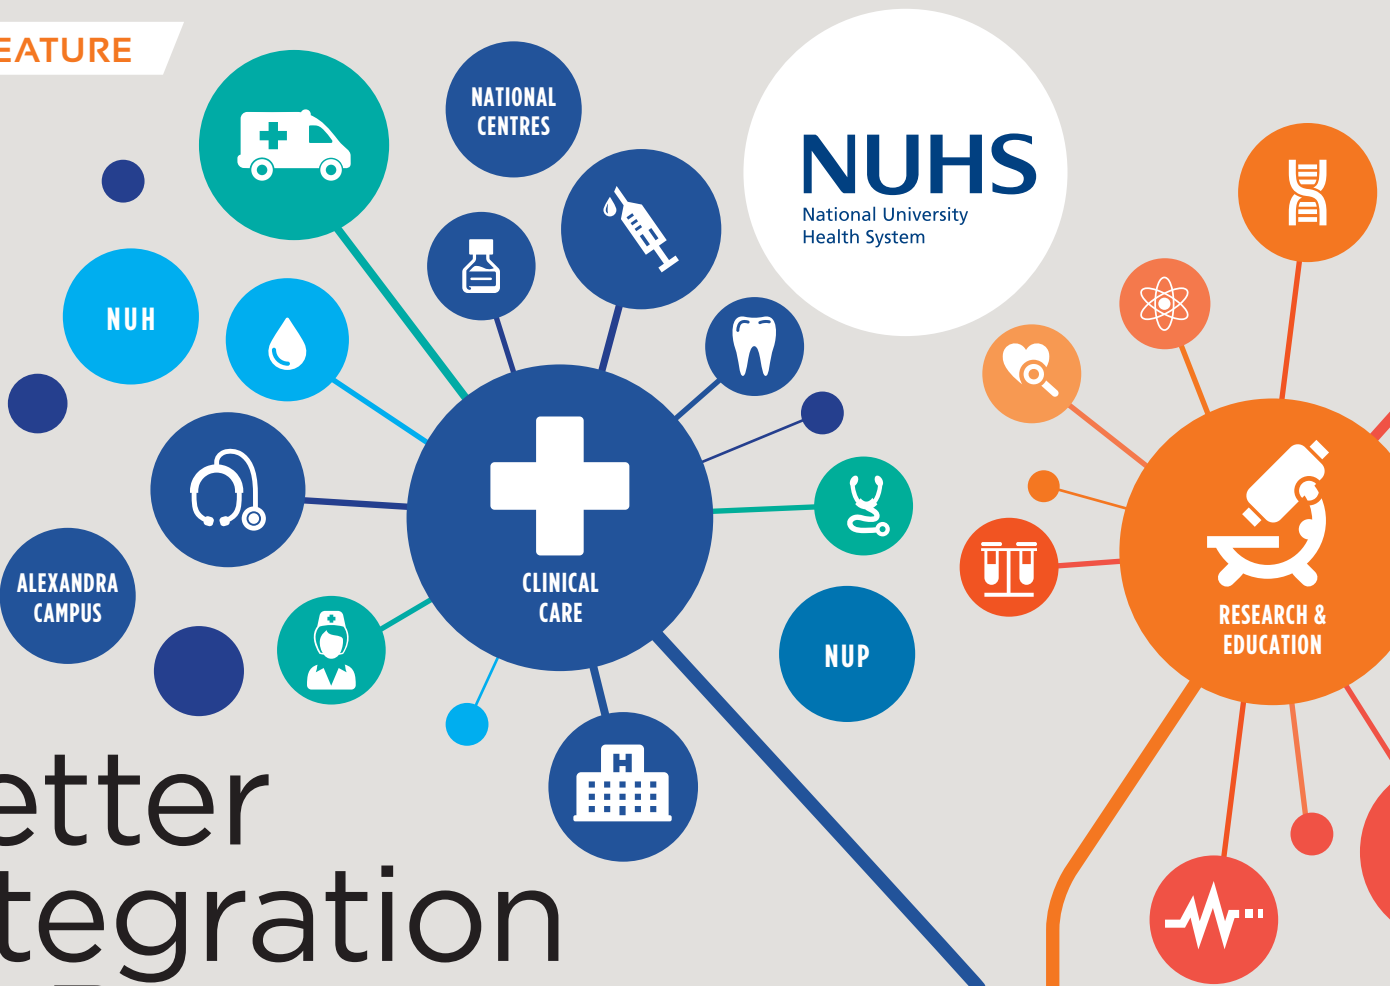 EATURE
NATIONAL
CENTRES
NUHS
National University
Health System
NUH
ALEXANDRA
CAMPUS
CLINICAL
CARE
NUP
H
RESEARCH &
EDUCATION
etter
tegration